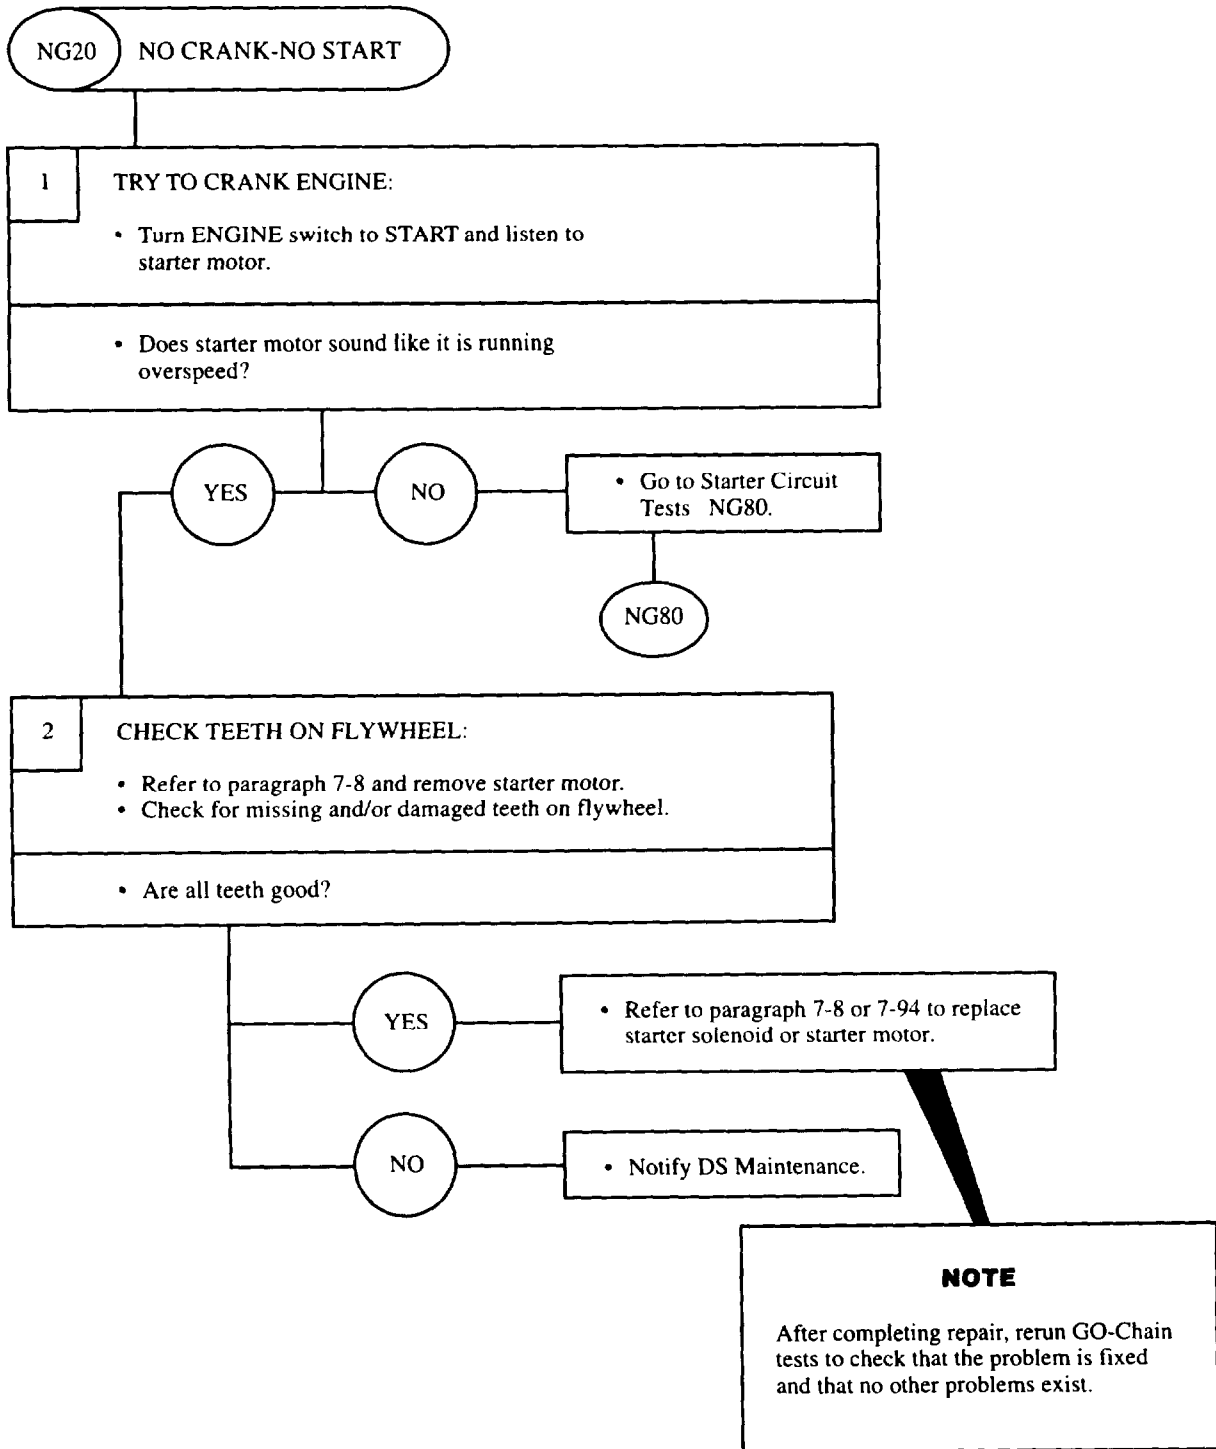 NG20 NO CRANK-NO START
1 TRY TO CRANK ENGINE:
• Turn ENGINE switch to START and listen to
starter motor.
• Does starter motor sound like it is running
overspeed?
YES
NO
• Go to Starter Circuit
Tests NG80.
NG80
2 CHECK TEETH ON FLYWHEEL:
• Refer to paragraph 7-8 and remove starter motor.
• Check for missing and/or damaged teeth on flywheel.
• Are all teeth good?
YES
• Refer to paragraph 7-8 or 7-94 to replace
starter solenoid or starter motor.
NO
• Notify DS Maintenance.
NOTE
After completing repair, rerun GO-Chain
tests to check that the problem is fixed
and that no other problems exist.